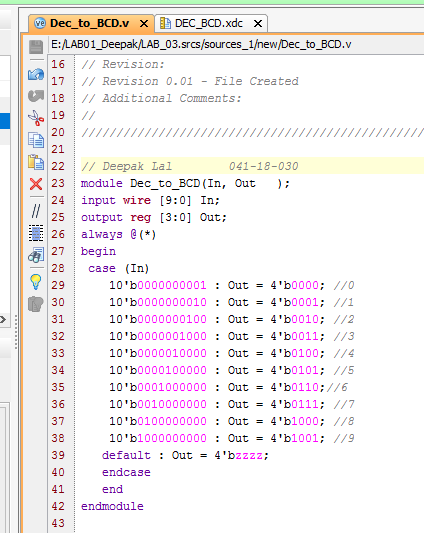 Dec_to_BCD.v × DEC_BCD.xdc ×
E:/LAB01_Deepak/LAB_03.srcs/sources_1/new/Dec_to_BCD.v
16 // Revision:
17 // Revision 0.01 - File Created
18 // Additional Comments:
19 //
20 /////////////////////////////////////////////////
21
22 // Deepak Lal 041-18-030
23 module Dec_to_BCD(In, Out );
24 input wire [9:0] In;
25 output reg [3:0] Out;
26 always @(*)
27 begin
28 case (In)
29 10'b0000000001 : Out = 4'b0000; //0
30 10'b0000000010 : Out = 4'b0001; //1
31 10'b0000000100 : Out = 4'b0010; //2
32 10'b0000001000 : Out = 4'b0011; //3
33 10'b0000010000 : Out = 4'b0100; //4
34 10'b0000100000 : Out = 4'b0101; //5
35 10'b0001000000 : Out = 4'b0110;//6
36 10'b0010000000 : Out = 4'b0111; //7
37 10'b0100000000 : Out = 4'b1000; //8
38 10'b1000000000 : Out = 4'b1001; //9
39 default : Out = 4'bzzzz;
40 endcase
41 end
42 endmodule
43